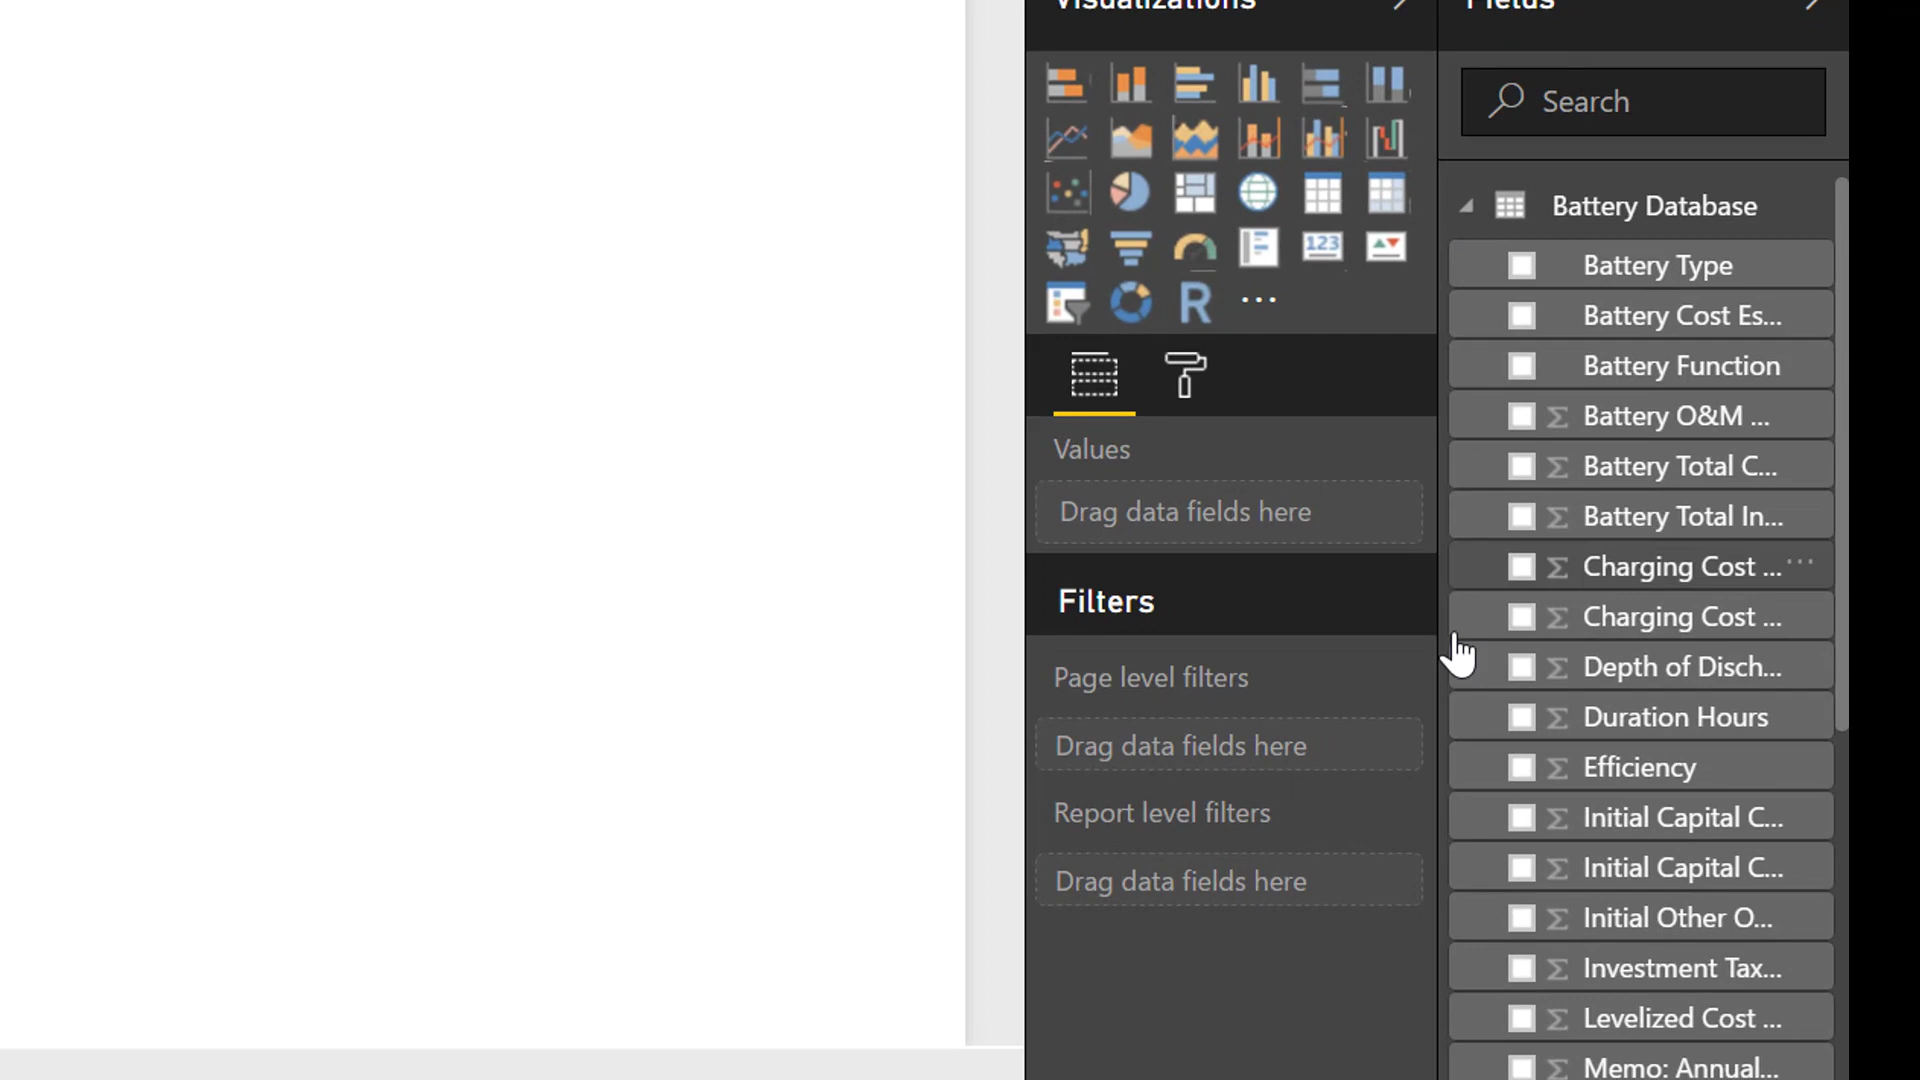 Visualizations
Fields
Search
Battery Database
Battery Type
Battery Cost Es...
Battery Function
Battery O&M ...
Battery Total C...
Battery Total In...
Charging Cost ...
Charging Cost ...
Depth of Disch...
Duration Hours
Efficiency
Initial Capital C...
Initial Capital C...
Initial Other O...
Investment Tax...
Levelized Cost ...
Memo: Annual...
123
R
Values
Drag data fields here
Filters
Page level filters
Drag data fields here
Report level filters
Drag data fields here